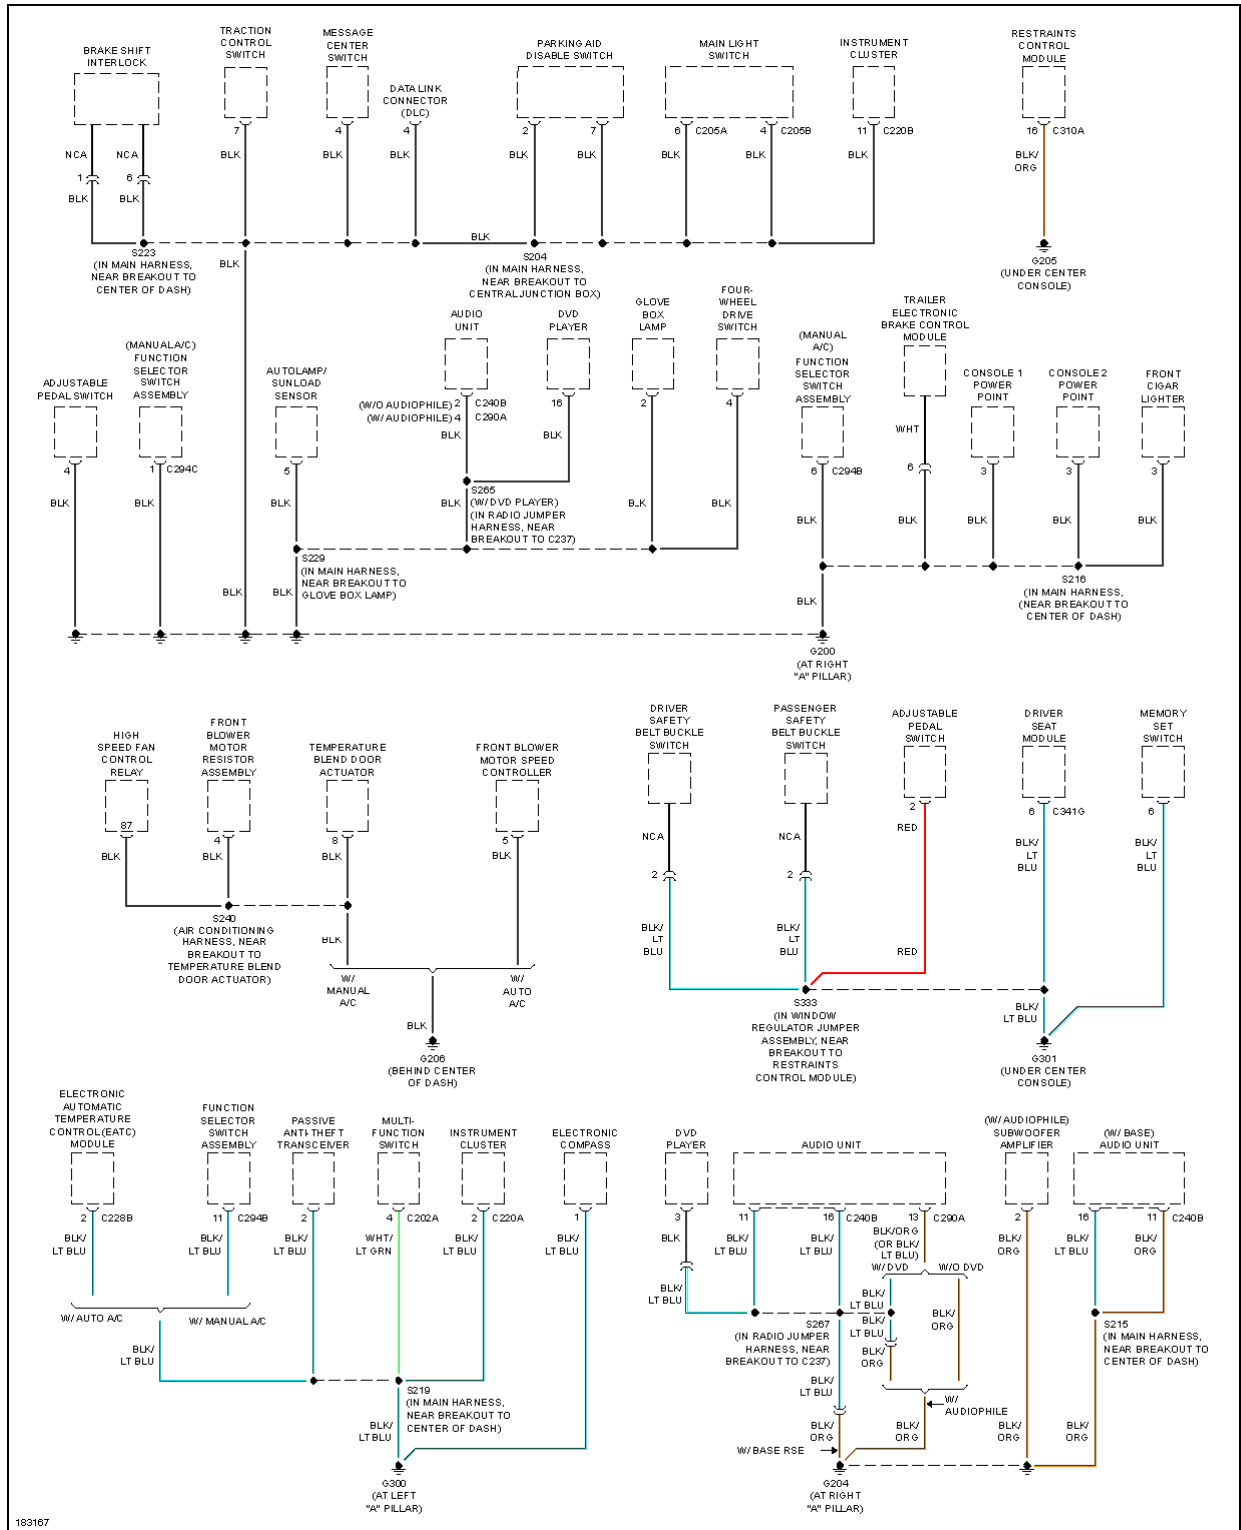 BRAKE SHIFT
INTERLOCK
TRACTION
CONTROL
SWITCH
MESSAGE
CENTER
SWITCH
DATA LINK
CONNECTOR
(DLC)
PARKING AID
DISABLE SWITCH
MAIN LIGHT
SWITCH
INSTRUMENT
CLUSTER
RESTRAINTS
CONTROL
MODULE
7 4 4 2 7 6 C205A 4 C205B 11 C220B 16 C310A
NCA NCA BLK BLK BLK BLK BLK BLK BLK BLK BLK/
ORG
1 6
BLK BLK
BLK
S223
(IN MAIN HARNESS,
NEAR BREAKOUT TO
CENTER OF DASH)
BLK
S204
(IN MAIN HARNESS,
NEAR BREAKOUT TO
CENTRAL JUNCTION BOX)
G205
(UNDER CENTER
CONSOLE)
ADJUSTABLE
PEDAL SWITCH
(MANUAL A/C)
FUNCTION
SELECTOR
SWITCH
ASSEMBLY
AUTOLAMP/
SUNLOAD
SENSOR
AUDIO
UNIT
DVD
PLAYER
GLOVE
BOX
LAMP
FOUR-
WHEEL
DRIVE
SWITCH
(MANUAL
A/C)
FUNCTION
SELECTOR
SWITCH
ASSEMBLY
TRAILER
ELECTRONIC
BRAKE CONTROL
MODULE
CONSOLE 1
POWER
POINT
CONSOLE 2
POWER
POINT
FRONT
CIGAR
LIGHTER
(W/O AUDIOPHILE) 2 C240B
(W/ AUDIOPHILE) 4 C290A
16 2 4
BLK BLK
WHT
4 1 C294C 5 6 C294B 6 3 3 3
S265
(W/ DVD PLAYER)
(IN RADIO JUMPER
HARNESS, NEAR
BREAKOUT TO C237)
BLK BLK BLK BLK BLK BLK
BLK BLK BLK BLK BLK
S229
(IN MAIN HARNESS,
NEAR BREAKOUT TO
GLOVE BOX LAMP)
BLK BLK BLK
S216
(IN MAIN HARNESS,
(NEAR BREAKOUT TO
CENTER OF DASH)
G200
(AT RIGHT
"A" PILLAR)
HIGH
SPEED FAN
CONTROL
RELAY
FRONT
BLOWER
MOTOR
RESISTOR
ASSEMBLY
TEMPERATURE
BLEND DOOR
ACTUATOR
FRONT BLOWER
MOTOR SPEED
CONTROLLER
DRIVER
SAFETY
BELT BUCKLE
SWITCH
PASSENGER
SAFETY
BELT BUCKLE
SWITCH
ADJUSTABLE
PEDAL
SWITCH
DRIVER
SEAT
MODULE
MEMORY
SET
SWITCH
87 4 8 5
BLK BLK BLK BLK
2 6 C341G 6
NCA NCA RED BLK/
LT
BLU
BLK/
LT
BLU
2 2
S240
(AIR CONDITIONING
HARNESS, NEAR
BREAKOUT TO
TEMPERATURE BLEND
DOOR ACTUATOR)
BLK
W/
MANUAL
A/C
W/
AUTO
A/C
BLK
G206
(BEHIND CENTER
OF DASH)
BLK/
LT
BLU
BLK/
LT
BLU
RED
S333
(IN WINDOW
REGULATOR JUMPER
ASSEMBLY, NEAR
BREAKOUT TO
RESTRAINTS
CONTROL MODULE)
BLK/
LT BLU
G301
(UNDER CENTER
CONSOLE)
ELECTRONIC
AUTOMATIC
TEMPERATURE
CONTROL (EATC)
MODULE
FUNCTION
SELECTOR
SWITCH
ASSEMBLY
PASSIVE
ANTI-THEFT
TRANSCEIVER
MULTI-
FUNCTION
SWITCH
INSTRUMENT
CLUSTER
ELECTRONIC
COMPASS
DVD
PLAYER
AUDIO UNIT
(W/ AUDIOPHILE)
SUBWOOFER
AMPLIFIER
(W/ BASE)
AUDIO UNIT
2 C228B 11 C294B 2 4 C202A 2 C220A 1
BLK/
LT BLU
BLK/
LT BLU
BLK/
LT BLU
WHT/
LT GRN
BLK/
LT BLU
BLK/
LT BLU
3 11 16 C240B 13 C290A 2 16 11 C240B
BLK
BLK/
LT BLU
BLK/
LT BLU
BLK/ORG
(OR BLK/
LT BLU)
BLK/
ORG
BLK/
LT BLU
BLK/
ORG
W/ DVD W/O DVD
BLK/
LT BLU
BLK/
LT BLU
BLK/
LT BLU
BLK/
ORG
BLK/
ORG
W/ AUTO A/C
W/ MANUAL A/C
BLK/
LT BLU
S219
(IN MAIN HARNESS,
NEAR BREAKOUT TO
CENTER OF DASH)
BLK/
LT BLU
G300
(AT LEFT
"A" PILLAR)
S267
(IN RADIO JUMPER
HARNESS, NEAR
BREAKOUT TO C237)
BLK/
LT BLU
S215
(IN MAIN HARNESS,
NEAR BREAKOUT TO
CENTER OF DASH)
W/
AUDIOPHILE
BLK/
ORG
BLK/
ORG
BLK/
ORG
BLK/
ORG
W/ BASE RSE
G204
(AT RIGHT
"A" PILLAR)
183167